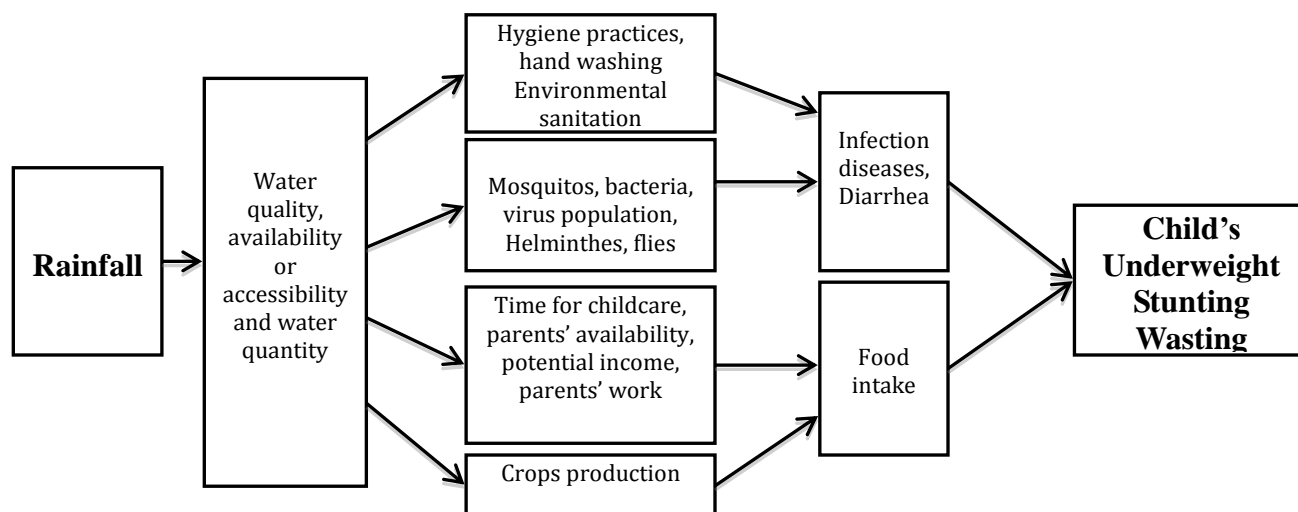 Rainfall
Water
quality,
availability
or
accessibility
and water
quantity
Hygiene practices,
hand washing
Environmental
sanitation
Mosquitos, bacteria,
virus population,
Helminthes, flies
Time for childcare,
parents’ availability,
potential income,
parents’ work
Crops production
Infection
diseases,
Diarrhea
Food
intake
Child’s
Underweight
Stunting
Wasting